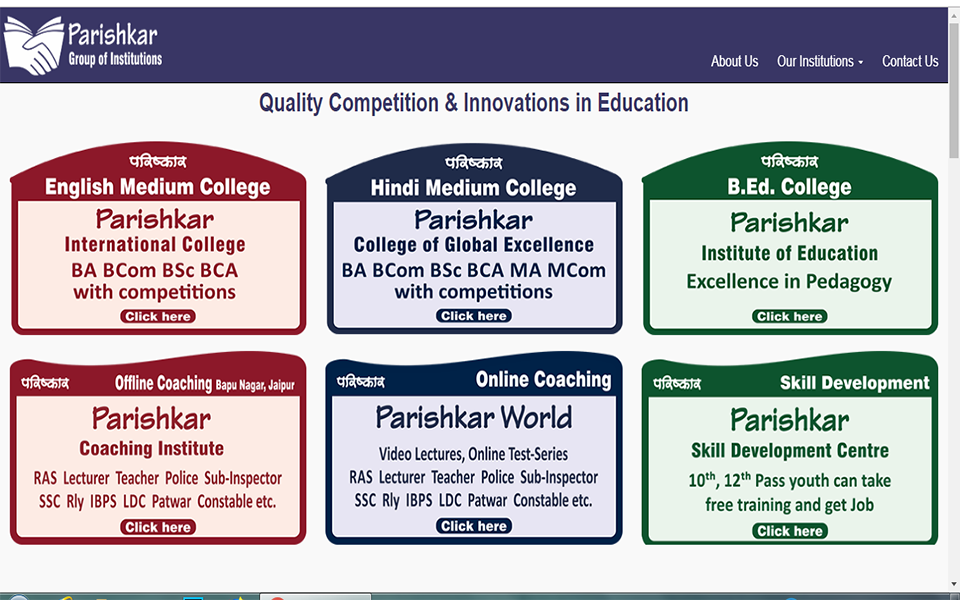 Parishkar
Group of Institutions
About Us Our Institutions Contact Us
Quality Competition & Innovations in Education
परिष्कार
English Medium College
Parishkar
International College
BA BCom BSc BCA
with competitions
Click here
परिष्कार
Hindi Medium College
Parishkar
College of Global Excellence
BA BCom BSc BCA MA MCom
with competitions
Click here
परिष्कार
B.Ed. College
Parishkar
Institute of Education
Excellence in Pedagogy
Click here
परिष्कार Offline Coaching Bapu Nagar, Jaipur
Parishkar
Coaching Institute
RAS Lecturer Teacher Police Sub-Inspector
SSC Rly IBPS LDC Patwar Constable etc.
Click here
परिष्कार Online Coaching
Parishkar World
Video Lectures, Online Test-Series
RAS Lecturer Teacher Police Sub-Inspector
SSC Rly IBPS LDC Patwar Constable etc.
Click here
परिष्कार Skill Development
Parishkar
Skill Development Centre
10th, 12th Pass youth can take
free training and get Job
Click here